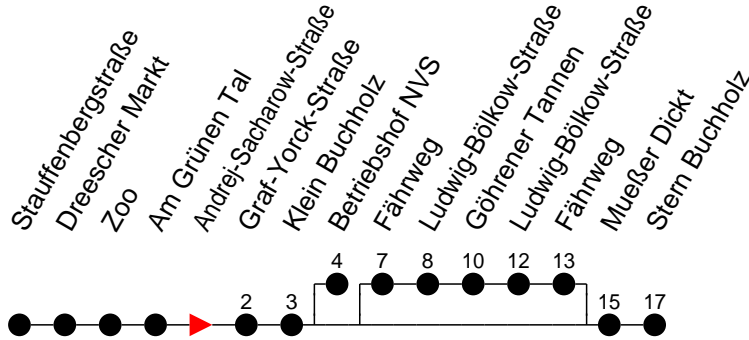 Stauffenbergstraße
Dreescher Markt
Zoo
Am Grünen Tal
Andrej-Sacharow-Straße
Graf-Yorck-Straße
Klein Buchholz
Betriebshof NVS
Fährweg
Ludwig-Bölkow-Straße
Göhrener Tannen
Ludwig-Bölkow-Straße
Fährweg
Mueßer Dickt
Stern Buchholz
4 7 8 10 12 13
2 3 15 17